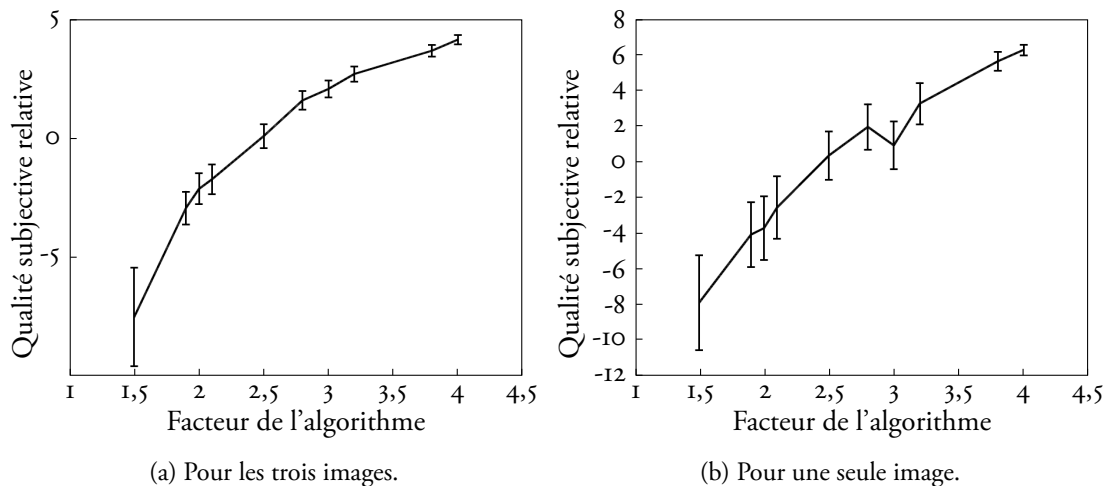 Qualité subjective relative
5
0
-5
1 1,5 2 2,5 3 3,5 4 4,5
Facteur de l'algorithme
(a) Pour les trois images.
Qualité subjective relative
8
6
4
2
0
-2
-4
-6
-8
-10
-12
1 1,5 2 2,5 3 3,5 4 4,5
Facteur de l'algorithme
(b) Pour une seule image.